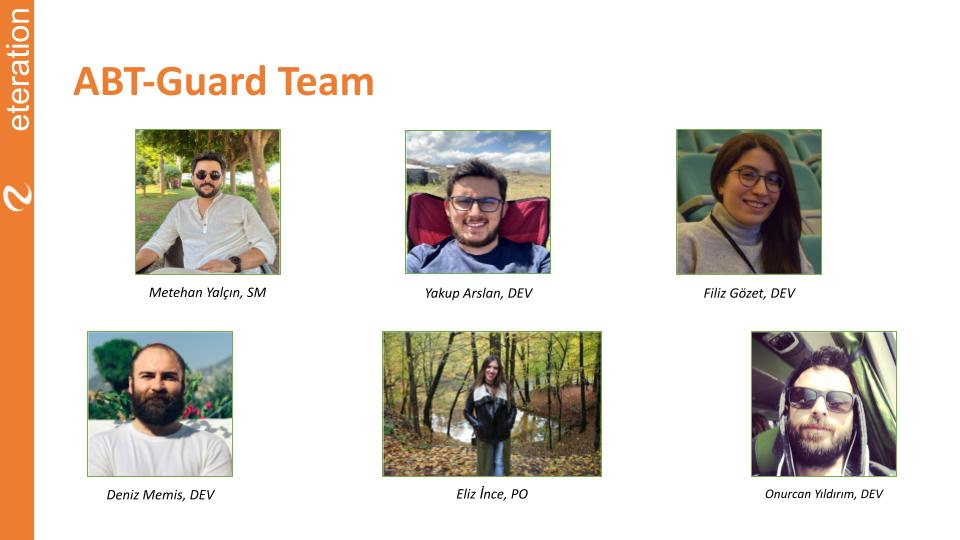 eteration
ABT-Guard Team
Metehan Yalçın, SM
Yakup Arslan, DEV
Filiz Gözet, DEV
Deniz Memis, DEV
Eliz İnce, PO
Onurcan Yıldırım, DEV